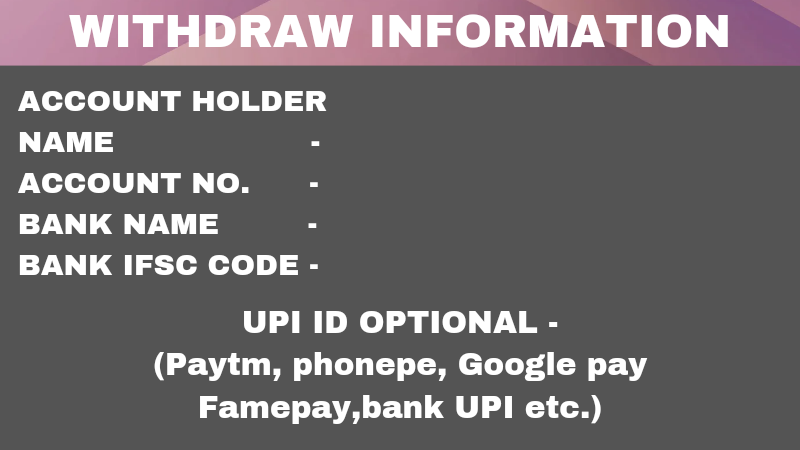 WITHDRAW INFORMATION
ACCOUNT HOLDER
NAME -
ACCOUNT NO. -
BANK NAME -
BANK IFSC CODE -
UPI ID OPTIONAL -
(Paytm, phonepe, Google pay
Famepay,bank UPI etc.)